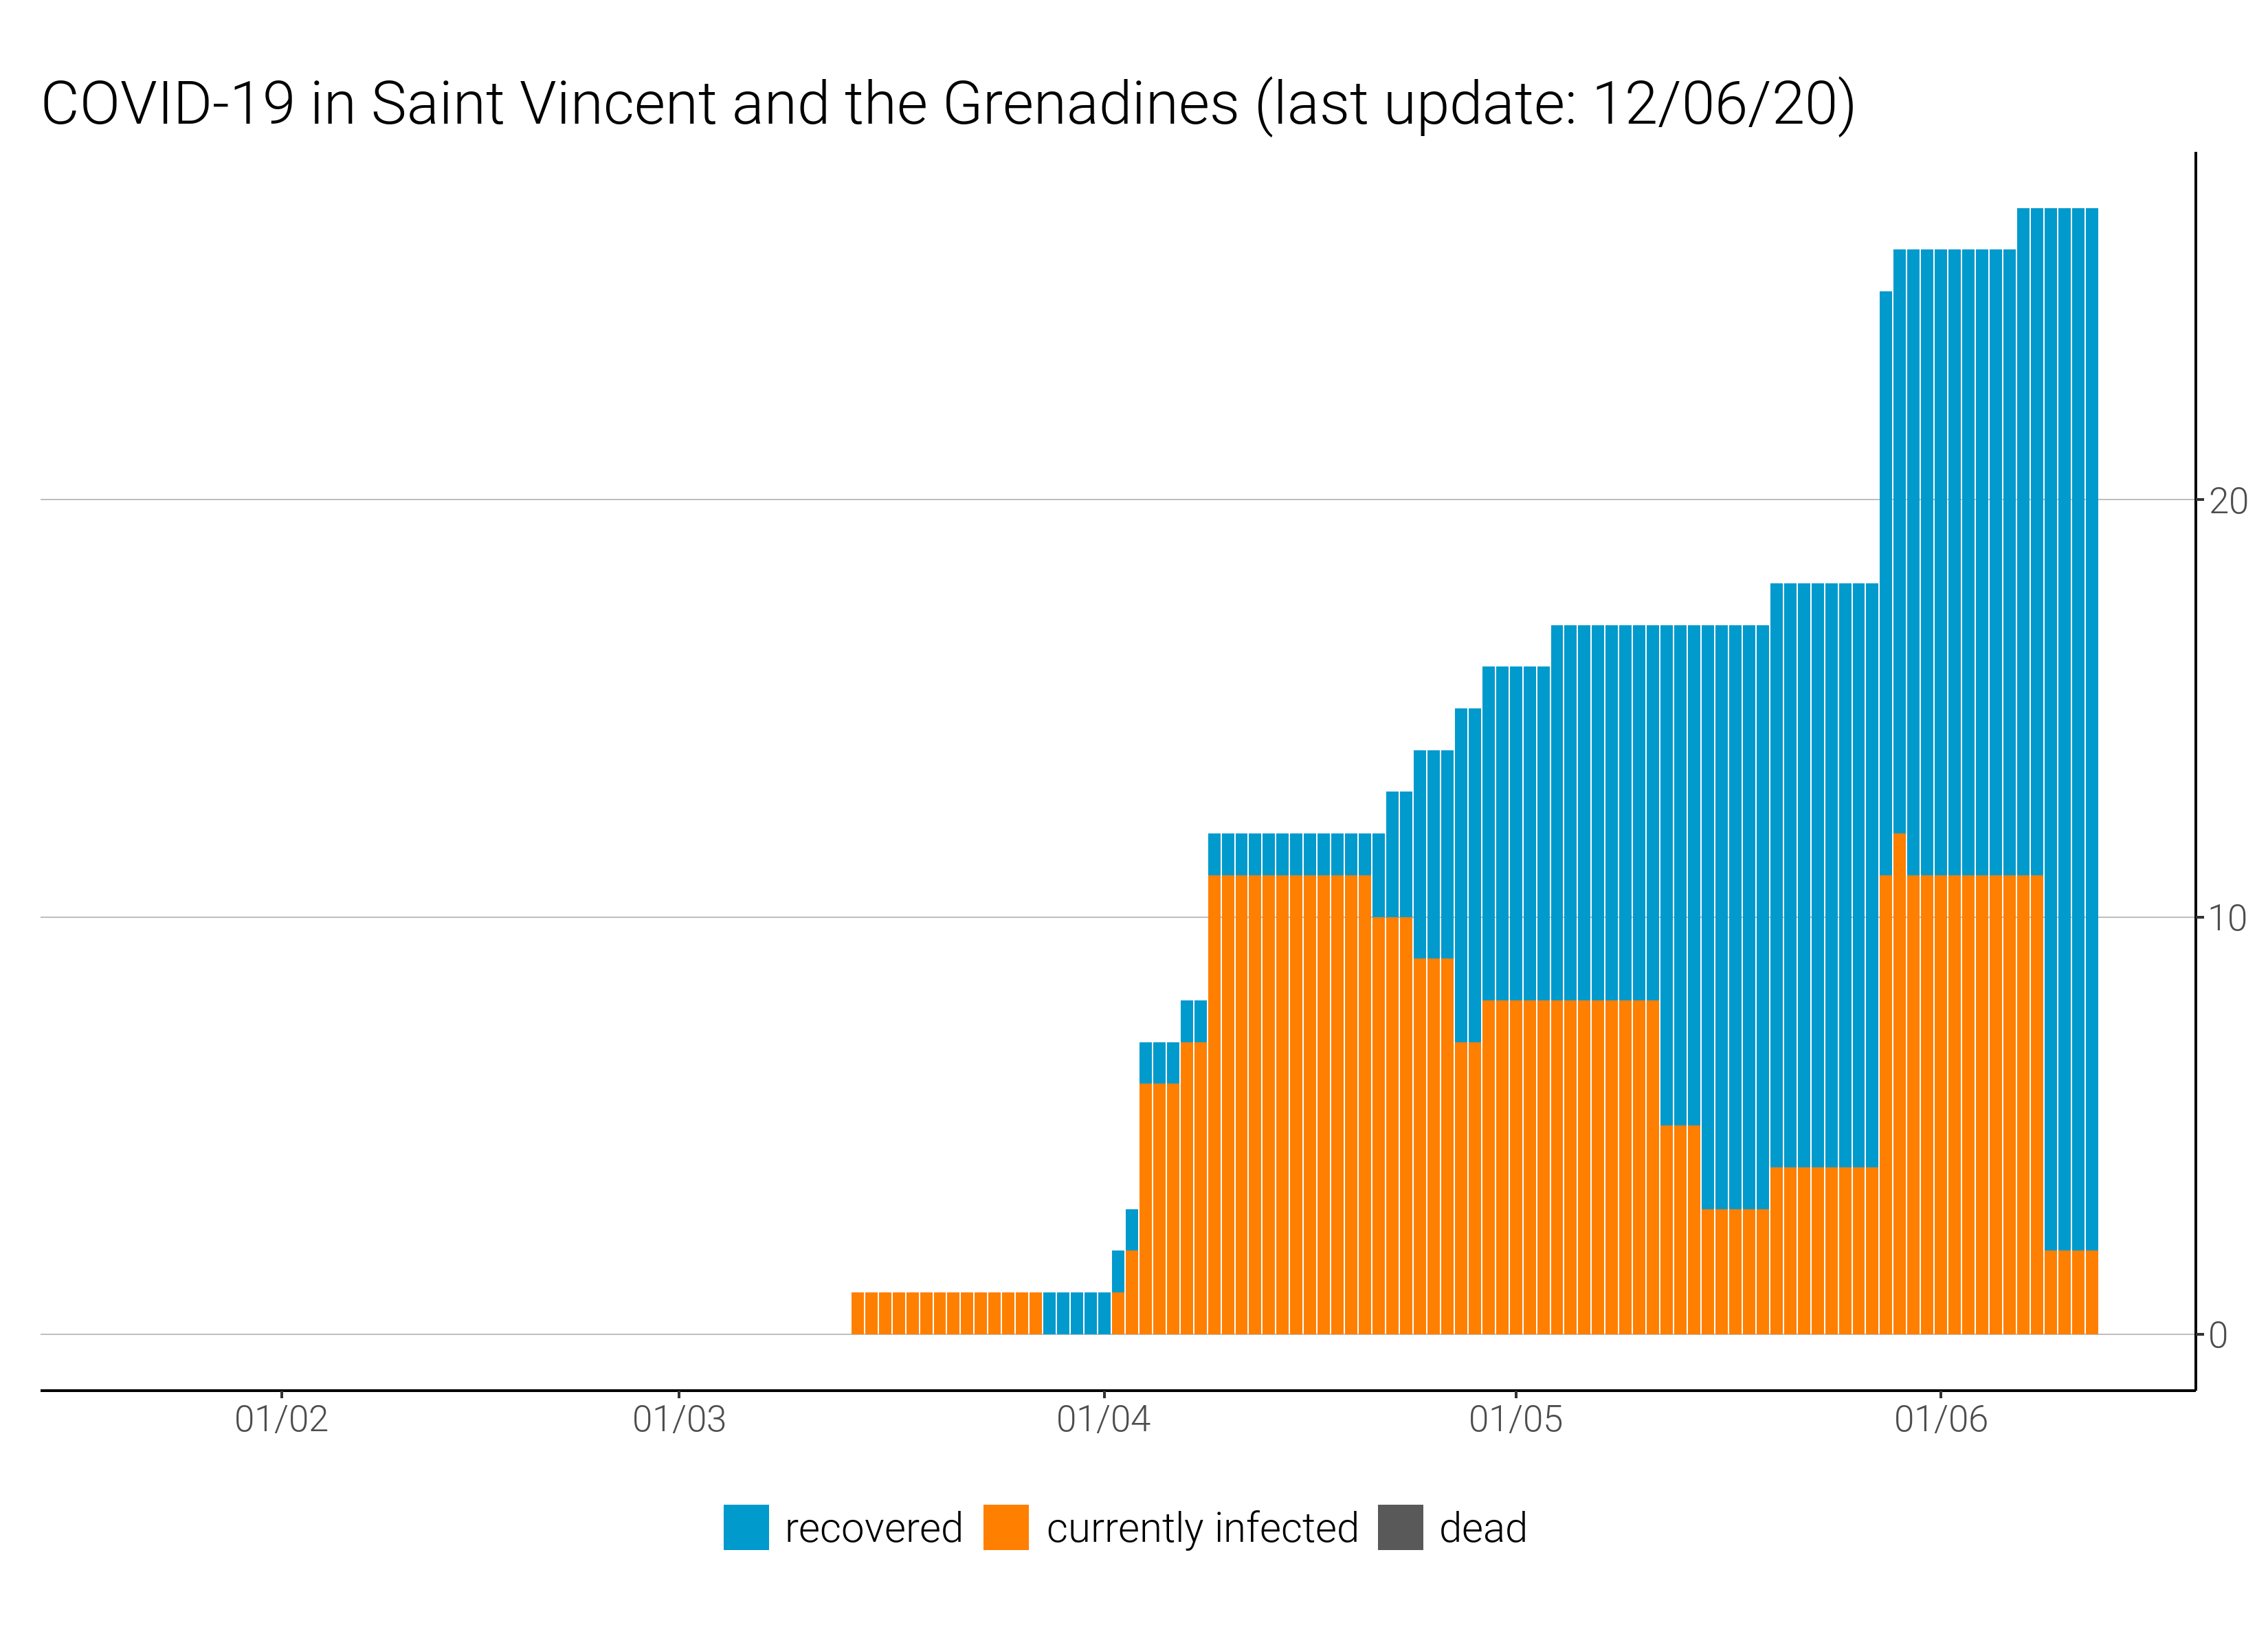 COVID-19 in Saint Vincent and the Grenadines (last update: 12/06/20)
20
10
0
01/02 01/03 01/04 01/05 01/06
recovered currently infected dead